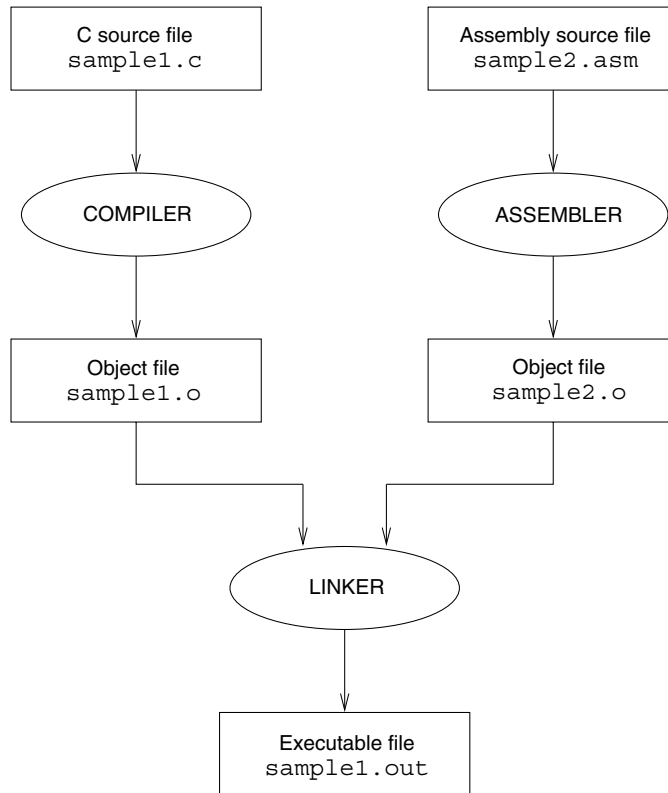 C source file
sample1.c
Assembly source file
sample2.asm
COMPILER
ASSEMBLER
Object file
sample1.o
Object file
sample2.o
LINKER
Executable file
sample1.out